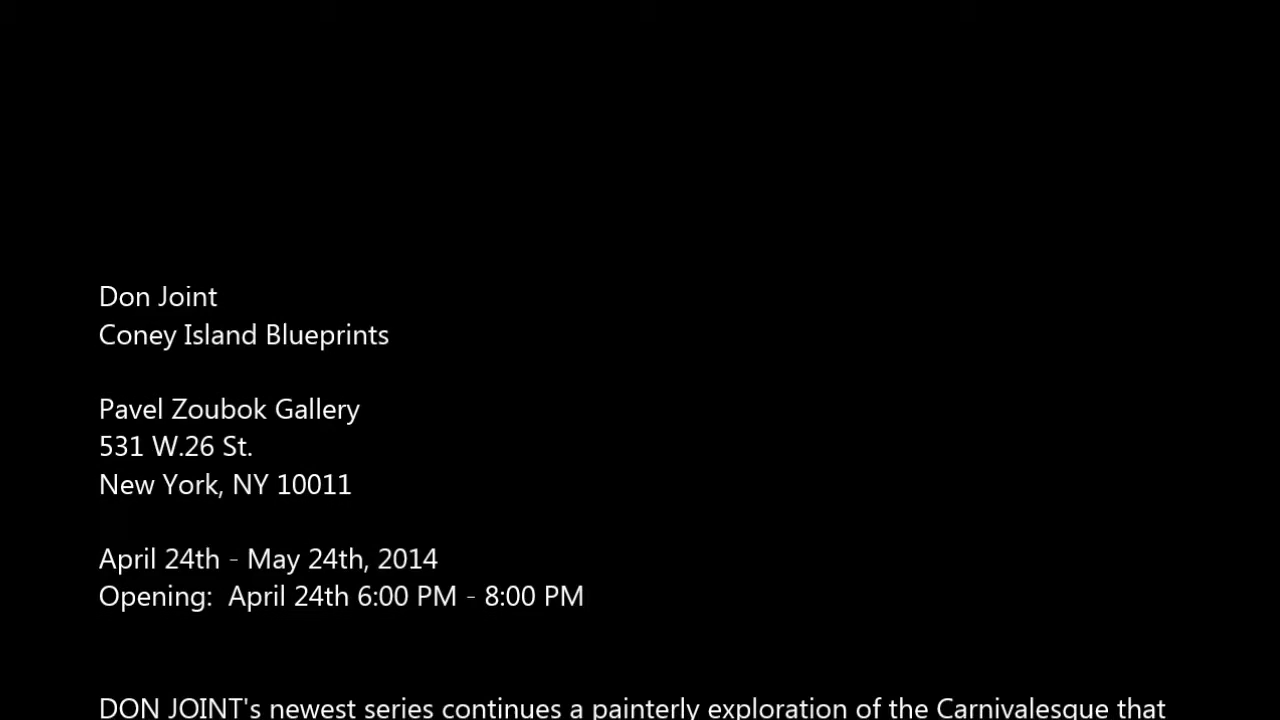 Don Joint
Coney Island Blueprints
Pavel Zoubok Gallery
531 W.26 St.
New York, NY 10011
April 24th - May 24th, 2014
Opening:  April 24th 6:00 PM - 8:00 PM
DON JOINT's newest series continues a painterly exploration of the Carnivalesque that